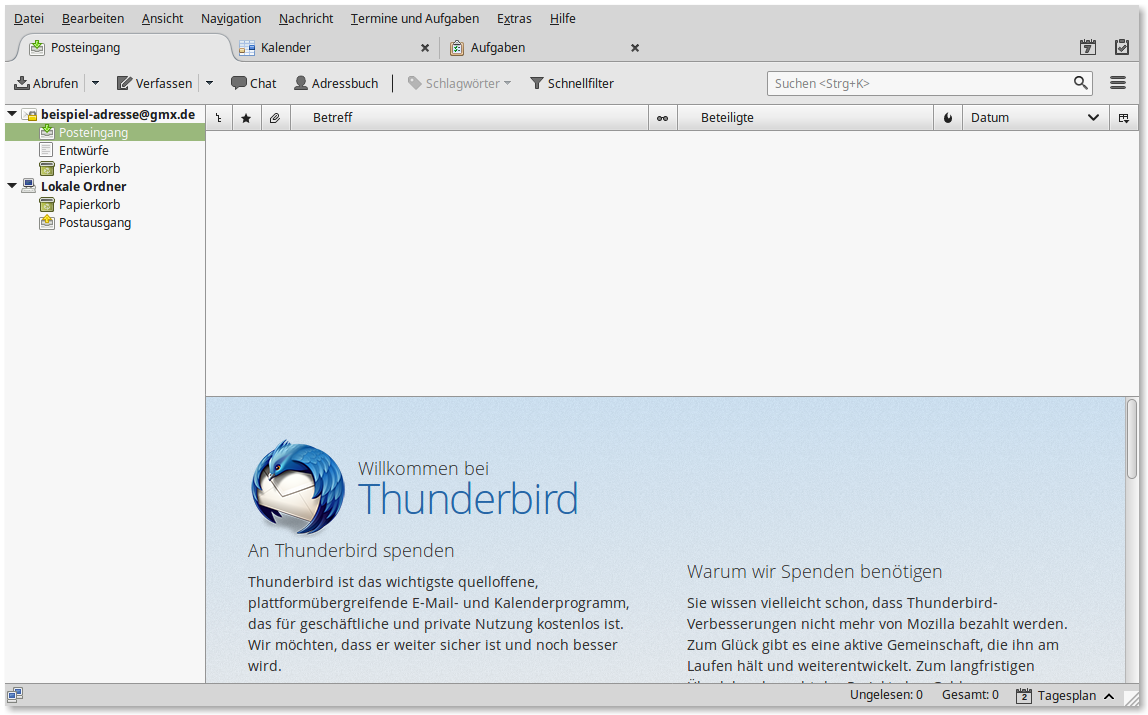 Datei Bearbeiten Ansicht Navigation Nachricht Termine und Aufgaben Extras Hilfe
Posteingang Kalender Aufgaben 7
Abrufen Verfassen Chat Adressbuch Schlagwörter Schnellfilter Suchen <Strg+K>
beispiel-adresse@gmx.de
Posteingang
Entwürfe
Papierkorb
Lokale Ordner
Papierkorb
Postausgang
Betreff Beteiligte Datum
Willkommen bei
Thunderbird
An Thunderbird spenden
Thunderbird ist das wichtigste quelloffene,
plattformübergreifende E-Mail- und Kalenderprogramm,
das für geschäftliche und private Nutzung kostenlos ist.
Wir möchten, dass er weiter sicher ist und noch besser
wird.
Warum wir Spenden benötigen
Sie wissen vielleicht schon, dass Thunderbird-
Verbesserungen nicht mehr von Mozilla bezahlt werden.
Zum Glück gibt es eine aktive Gemeinschaft, die ihn am
Laufen hält und weiterentwickelt. Zum langfristigen
Ungelesen: 0 Gesamt: 0 2 Tagesplan